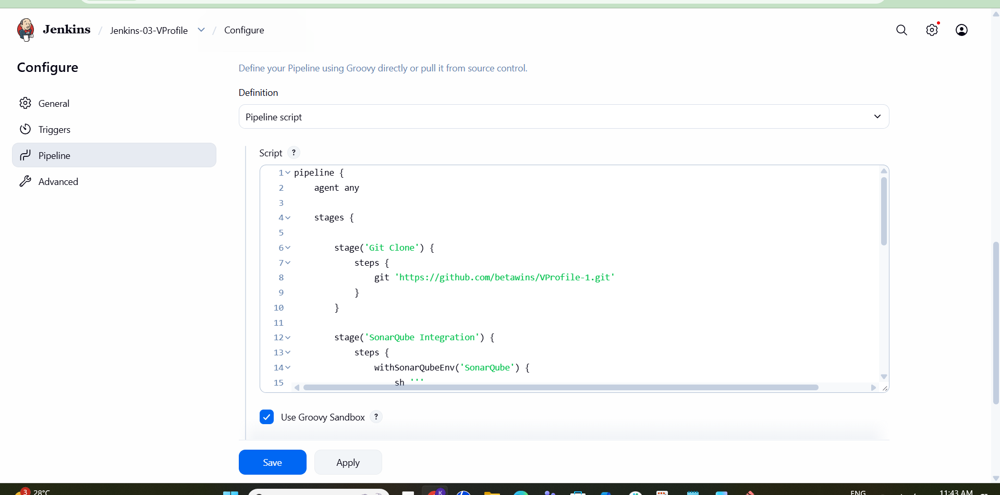 Jenkins / Jenkins-03-VProfile / Configure
Configure
General
Triggers
Pipeline
Advanced
Define your Pipeline using Groovy directly or pull it from source control.
Definition
Pipeline script
Script ?
1 pipeline {
2     agent any
3
4     stages {
5
6         stage('Git Clone') {
7             steps {
8                 git 'https://github.com/betawins/VProfile-1.git'
9             }
10         }
11
12         stage('SonarQube Integration') {
13             steps {
14                 withSonarQubeEnv('SonarQube') {
15                     sh '''
Use Groovy Sandbox ?
Save
Apply
3 28°C
K
ENG
11:43 AM